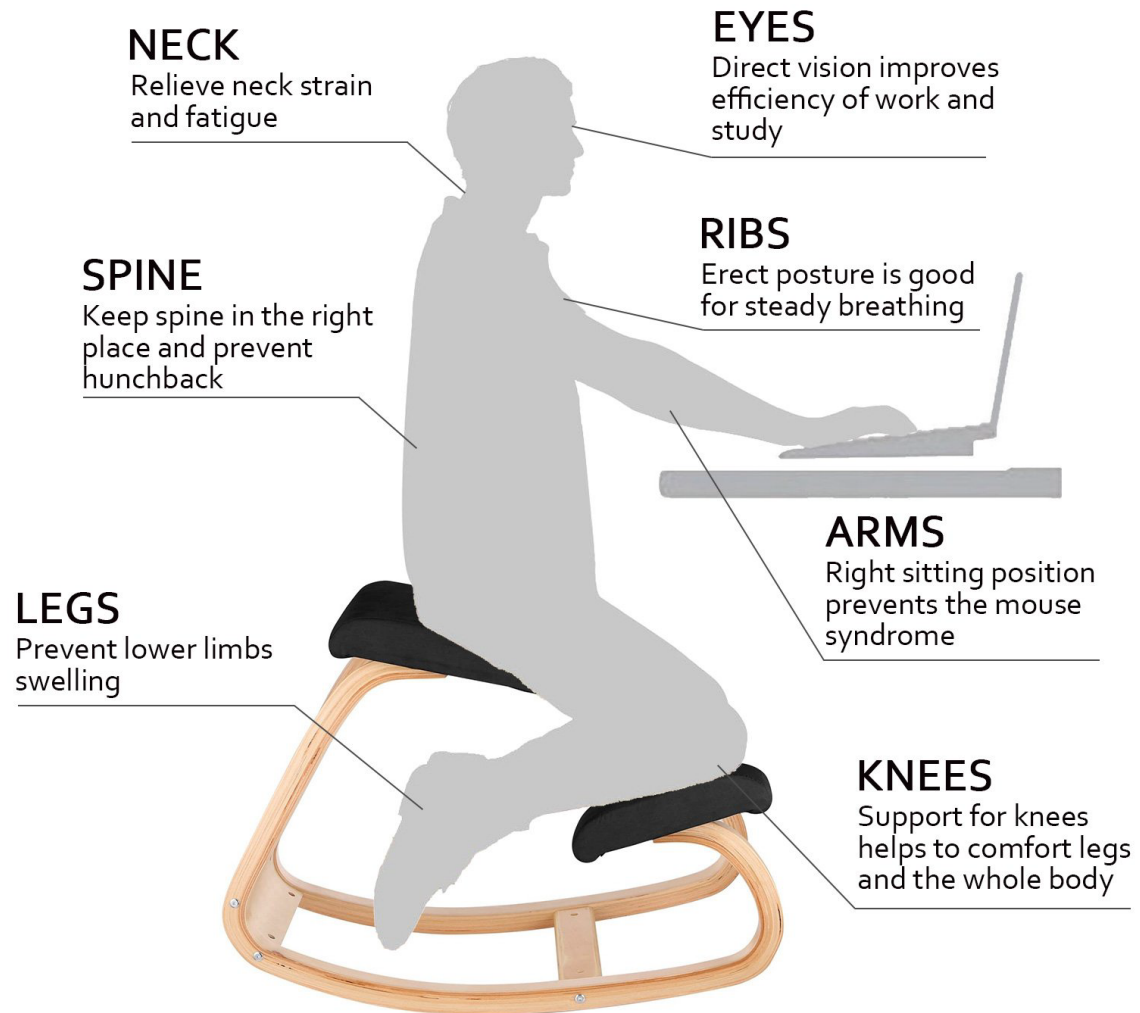 NECK
Relieve neck strain
and fatigue
EYES
Direct vision improves
efficiency of work and
study
SPINE
Keep spine in the right
place and prevent
hunchback
RIBS
Erect posture is good
for steady breathing
LEGS
Prevent lower limbs
swelling
ARMS
Right sitting position
prevents the mouse
syndrome
KNEES
Support for knees
helps to comfort legs
and the whole body